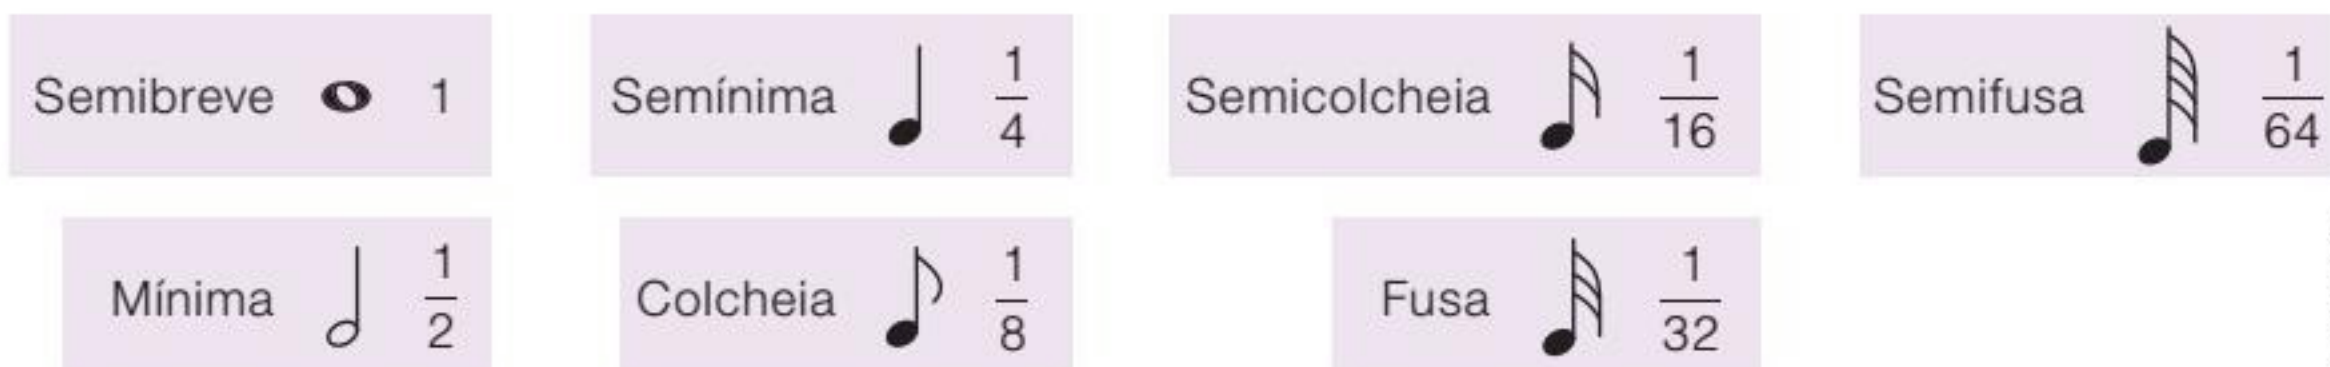 Semibreve 1
Semínima 1/4
Semicolcheia 1/16
Semifusa 1/64
Mínima 1/2
Colcheia 1/8
Fusa 1/32